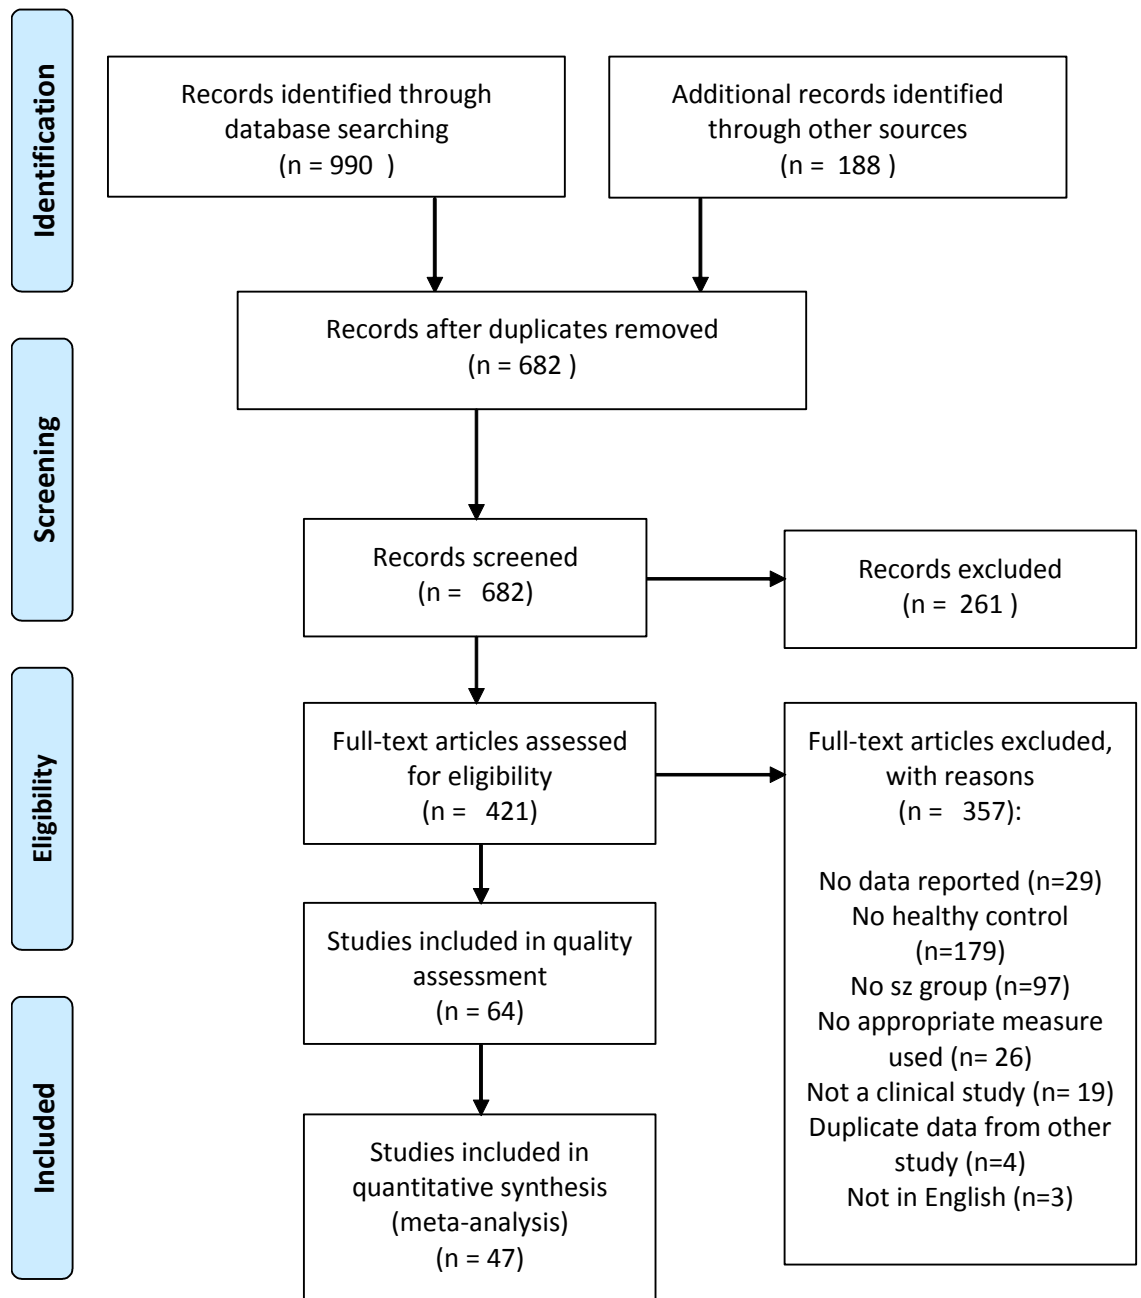 Identification
Records identified through
database searching
(n = 990 )
Additional records identified
through other sources
(n = 188 )
Records after duplicates removed
(n = 682 )
Screening
Records screened
(n = 682)
Records excluded
(n = 261 )
Eligibility
Full-text articles assessed
for eligibility
(n = 421)
Full-text articles excluded,
with reasons
(n = 357):
No data reported (n=29)
No healthy control
(n=179)
No sz group (n=97)
No appropriate measure
used (n= 26)
Not a clinical study (n= 19)
Duplicate data from other
study (n=4)
Not in English (n=3)
Studies included in quality
assessment
(n = 64)
Included
Studies included in
quantitative synthesis
(meta-analysis)
(n = 47)